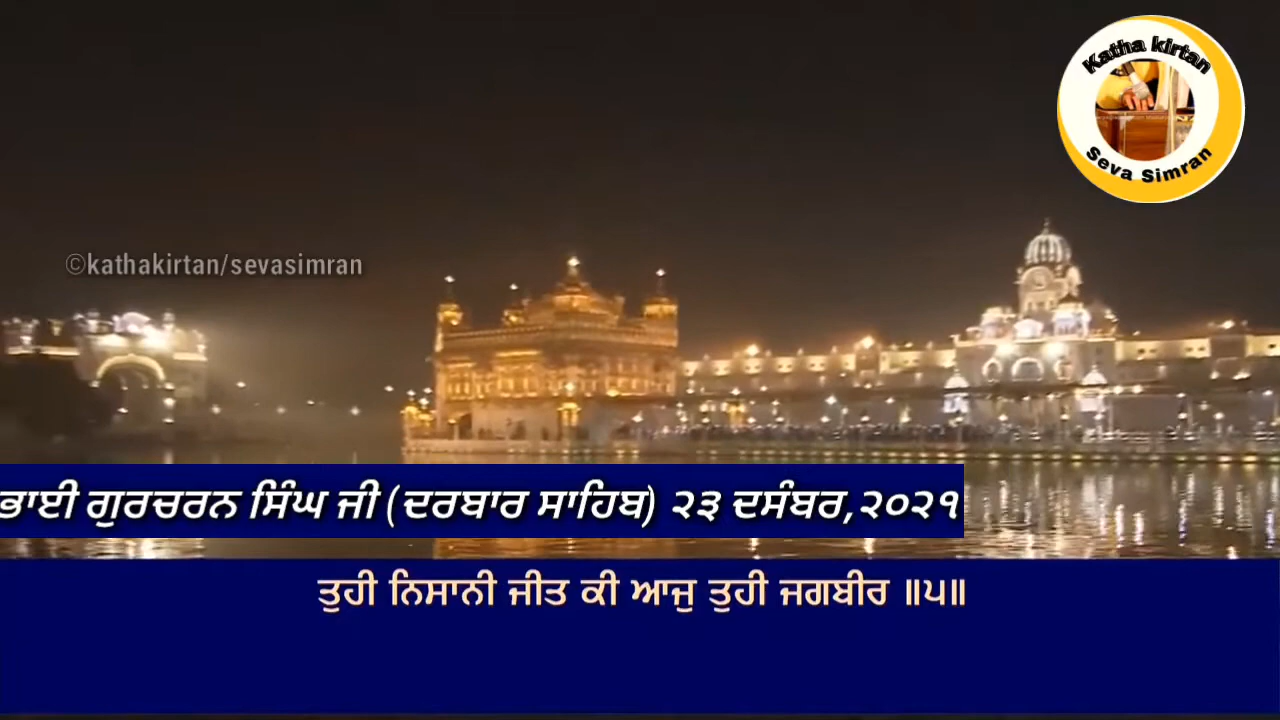 Katha kirtan
Seva Simran
©kathakirtan/sevasimran
ਭਾਈ ਗੁਰਚਰਨ ਸਿੰਘ ਜੀ (ਦਰਬਾਰ ਸਾਹਿਬ) ੨੩ ਦਸੰਬਰ,੨੦੨੧
ਤੁਹੀ ਨਿਸਾਨੀ ਜੀਤ ਕੀ ਆਜੁ ਤੁਹੀ ਜਗਬੀਰ ॥੫॥